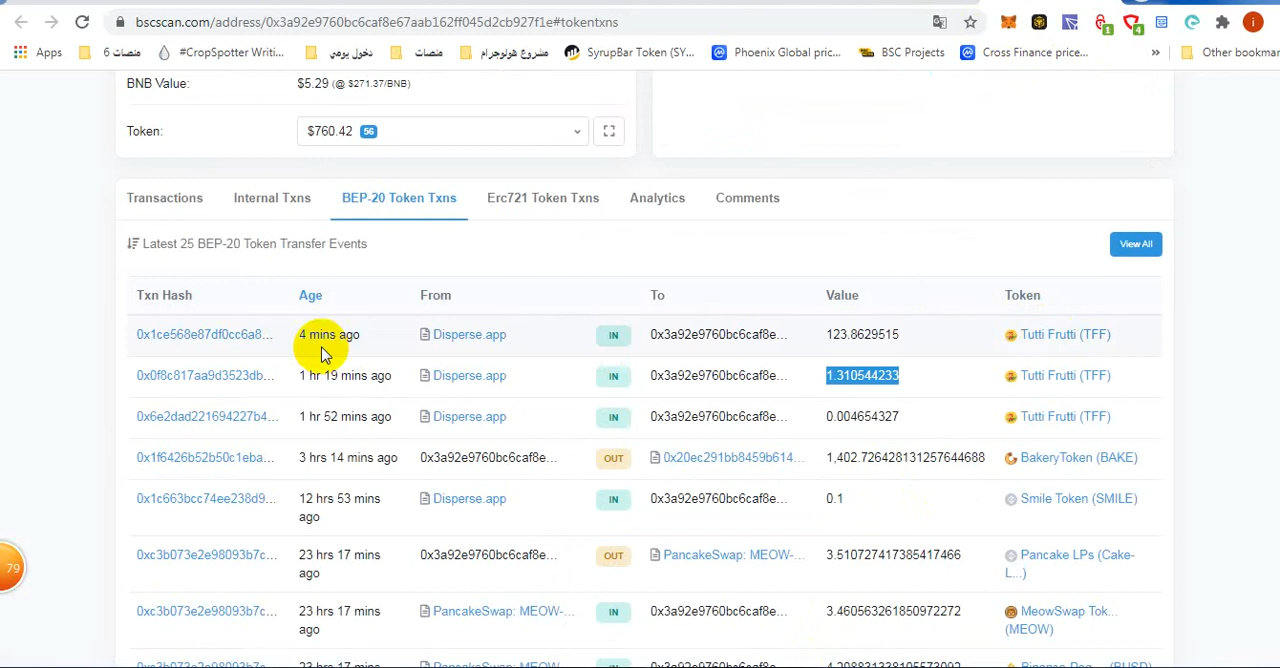 bscscan.com/address/0x3a92e9760bc6caf8e67aab162ff045d2cb927f1e#tokentxns
Apps منصات 6 #CropSpotter Writi... دخول يومي منصات مشروع هولوجرام SyrupBar Token (SY... Phoenix Global pric... BSC Projects Cross Finance price... » Other bookmar
BNB Value: $5.29 (@ $271.37/BNB)
Token: $760.42 56
Transactions Internal Txns BEP-20 Token Txns Erc721 Token Txns Analytics Comments
Latest 25 BEP-20 Token Transfer Events View All
Txn Hash Age From To Value Token
0x1ce568e87df0cc6a8... 4 mins ago Disperse.app IN 0x3a92e9760bc6caf8e... 123.8629515 Tutti Frutti (TFF)
0x0f8c817aa9d3523db... 1 hr 19 mins ago Disperse.app IN 0x3a92e9760bc6caf8e... 1.310544233 Tutti Frutti (TFF)
0x6e2dad221694227b4... 1 hr 52 mins ago Disperse.app IN 0x3a92e9760bc6caf8e... 0.004654327 Tutti Frutti (TFF)
0x1f6426b52b50c1eba... 3 hrs 14 mins ago 0x3a92e9760bc6caf8e... OUT 0x20ec291bb8459b614... 1,402.726428131257644688 BakeryToken (BAKE)
0x1c663bcc74ee238d9... 12 hrs 53 mins Disperse.app IN 0x3a92e9760bc6caf8e... 0.1 Smile Token (SMILE)
ago
0xc3b073e2e98093b7c... 23 hrs 17 mins 0x3a92e9760bc6caf8e... OUT PancakeSwap: MEOW-... 3.510727417385417466 Pancake LPs (Cake-
ago L...)
0xc3b073e2e98093b7c... 23 hrs 17 mins PancakeSwap: MEOW-... IN 0x3a92e9760bc6caf8e... 3.460563261850972272 MeowSwap Tok...
ago (MEOW)
79